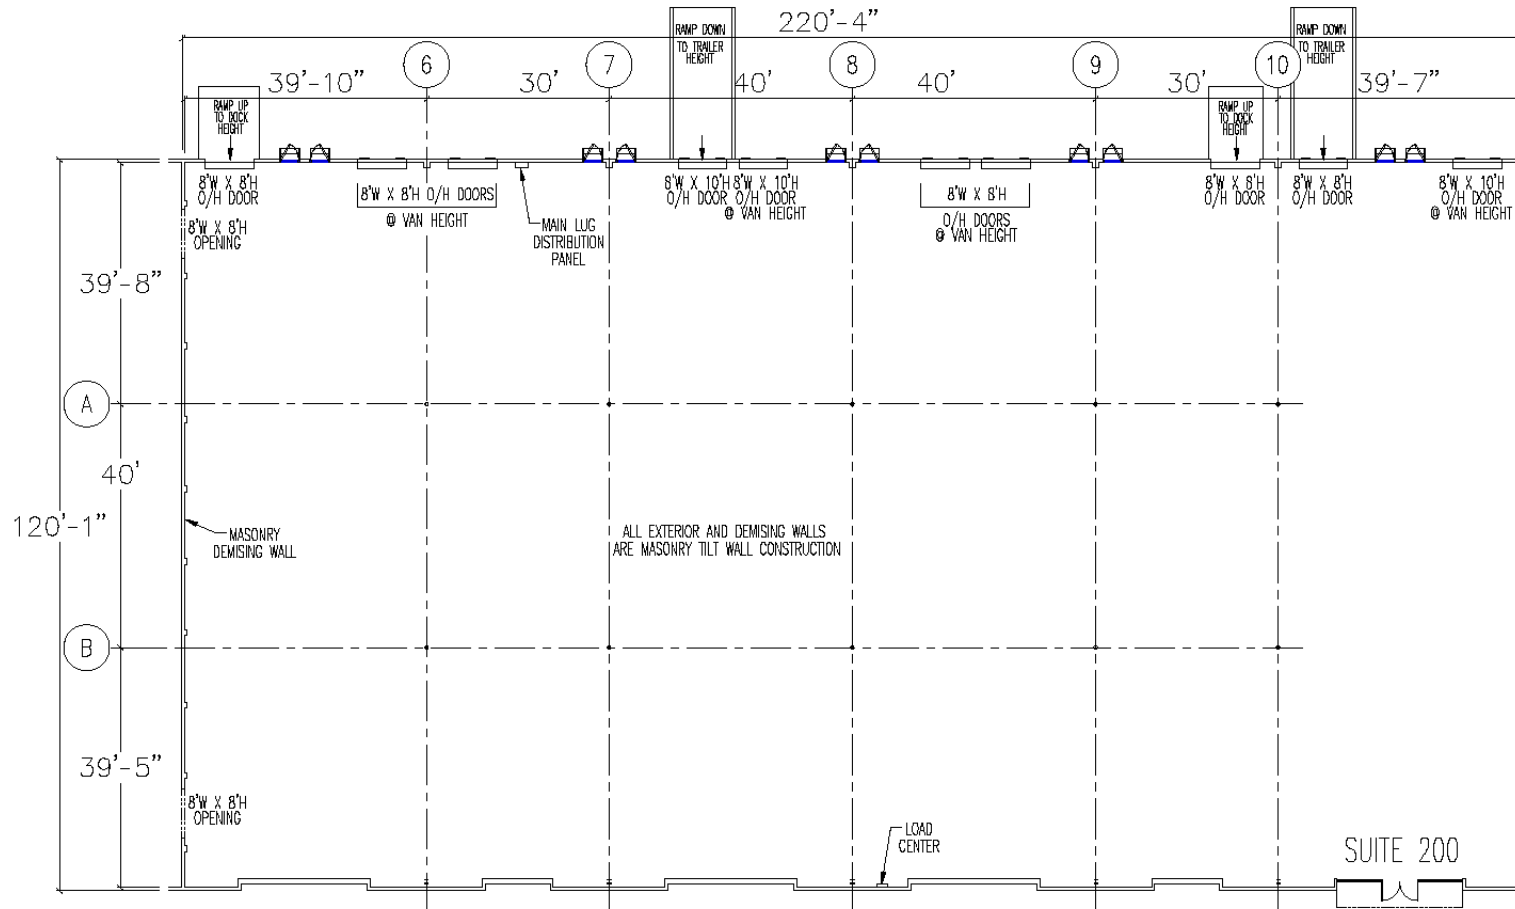 220'-4"
RAMP DOWN
TO TRAILER
HEIGHT
RAMP DOWN
TO TRAILER
HEIGHT
6
7
8
9
10
39'-10"
30'
40'
40'
30'
39'-7"
RAMP UP
TO DOCK
HEIGHT
RAMP UP
TO DOCK
HEIGHT
8'W X 8'H
O/H DOOR
8'W X 8'H O/H DOORS
@ VAN HEIGHT
8'W X 10'H
O/H DOOR
8'W X 10'H
O/H DOOR
@ VAN HEIGHT
8'W X 8'H
O/H DOORS
@ VAN HEIGHT
8'W X 8'H
O/H DOOR
8'W X 8'H
O/H DOOR
8'W X 10'H
O/H DOOR
@ VAN HEIGHT
8'W X 8'H
OPENING
MAIN LUG
DISTRIBUTION
PANEL
39'-8"
A
40'
120'-1"
MASONRY
DEMISING WALL
ALL EXTERIOR AND DEMISING WALLS
ARE MASONRY TILT WALL CONSTRUCTION
B
39'-5"
8'W X 8'H
OPENING
LOAD
CENTER
SUITE 200